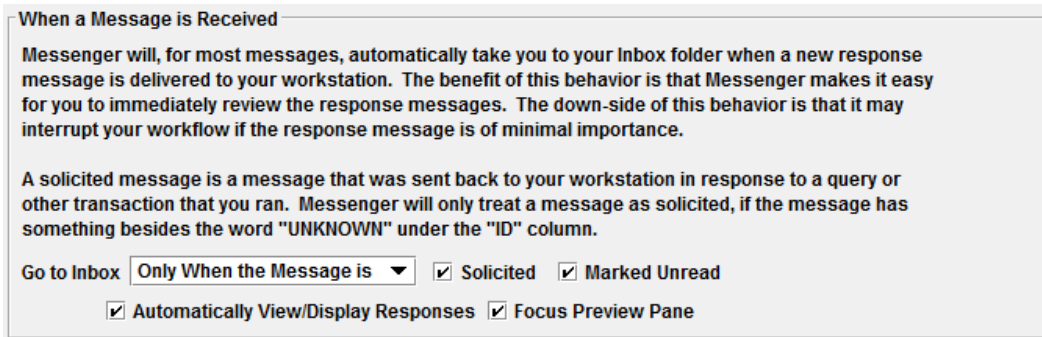 When a Message is Received
Messenger will, for most messages, automatically take you to your Inbox folder when a new response
message is delivered to your workstation.  The benefit of this behavior is that Messenger makes it easy
for you to immediately review the response messages.  The down-side of this behavior is that it may
interrupt your workflow if the response message is of minimal importance.
A solicited message is a message that was sent back to your workstation in response to a query or
other transaction that you ran.  Messenger will only treat a message as solicited, if the message has
something besides the word "UNKNOWN" under the "ID" column.
Go to Inbox Only When the Message is Solicited Marked Unread
Automatically View/Display Responses Focus Preview Pane